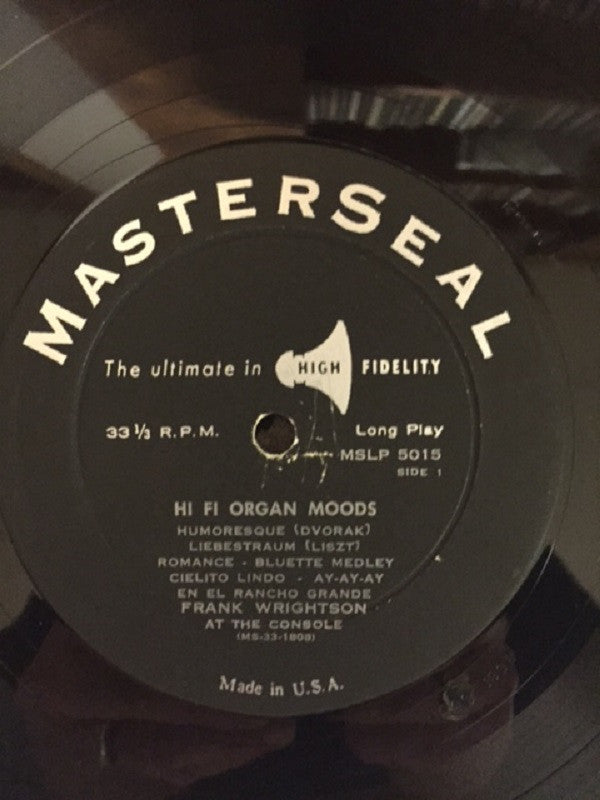 MASTERSEAL
The ultimate in HIGH FIDELITY
33 1/3 R.P.M. Long Play
MSLP 5015
SIDE 1
HI FI ORGAN MOODS
HUMORESQUE (DVORAK)
LIEBESTRAUM (LISZT)
ROMANCE - BLUETTE MEDLEY
CIELITO LINDO - AY-AY-AY
EN EL RANCHO GRANDE
FRANK WRIGHTSON
AT THE CONSOLE
(MS-33-1808)
Made in U.S.A.